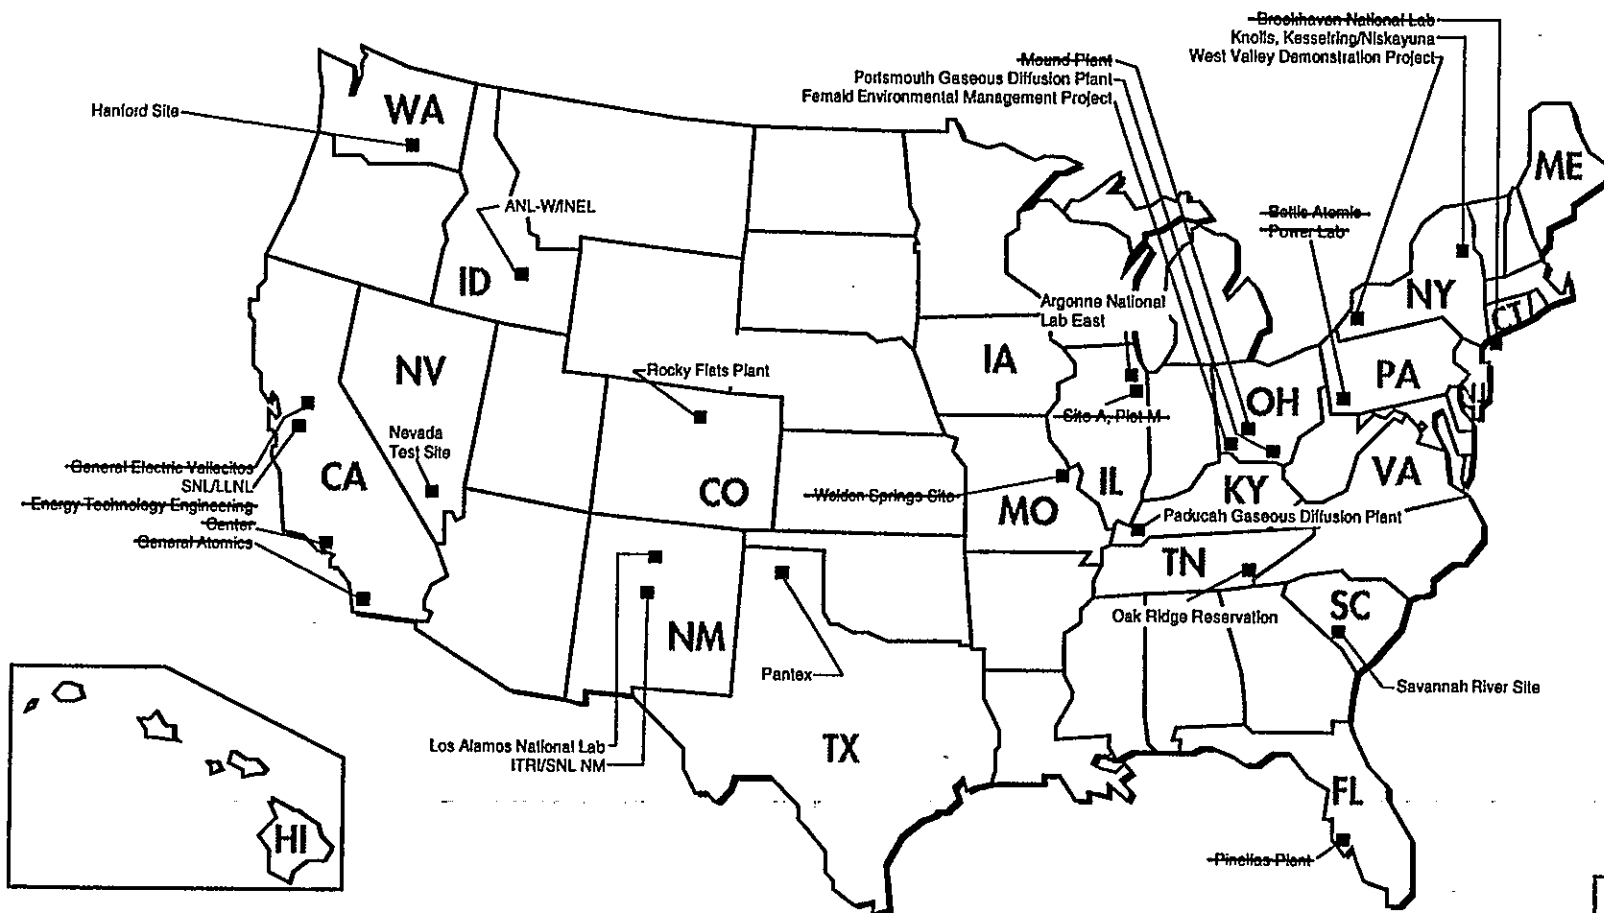 Brookhaven National Lab
Knolls, Kesselring/Niskayuna
West Valley Demonstration Project
Mound Plant
Portsmouth Gaseous Diffusion Plant
Fernald Environmental Management Project
Hanford Site
WA
ME
ANL-W/INEL
Bettis Atomic
Power Lab
ID
NY
Argonne National
Lab East
CT
IA
NV
Rocky Flats Plant
PA
OH
NJ
Site A, Plot M
Nevada
Test Site
General Electric Vallecitos
SNL/LLNL
CA
CO
IL
KY
VA
Weldon Springs Site
MO
Energy Technology Engineering
Center
General Atomics
Paducah Gaseous Diffusion Plant
TN
Oak Ridge Reservation
SC
NM
Pantex
Savannah River Site
Los Alamos National Lab
ITRI/SNL NM
TX
FL
HI
Pinellas Plant